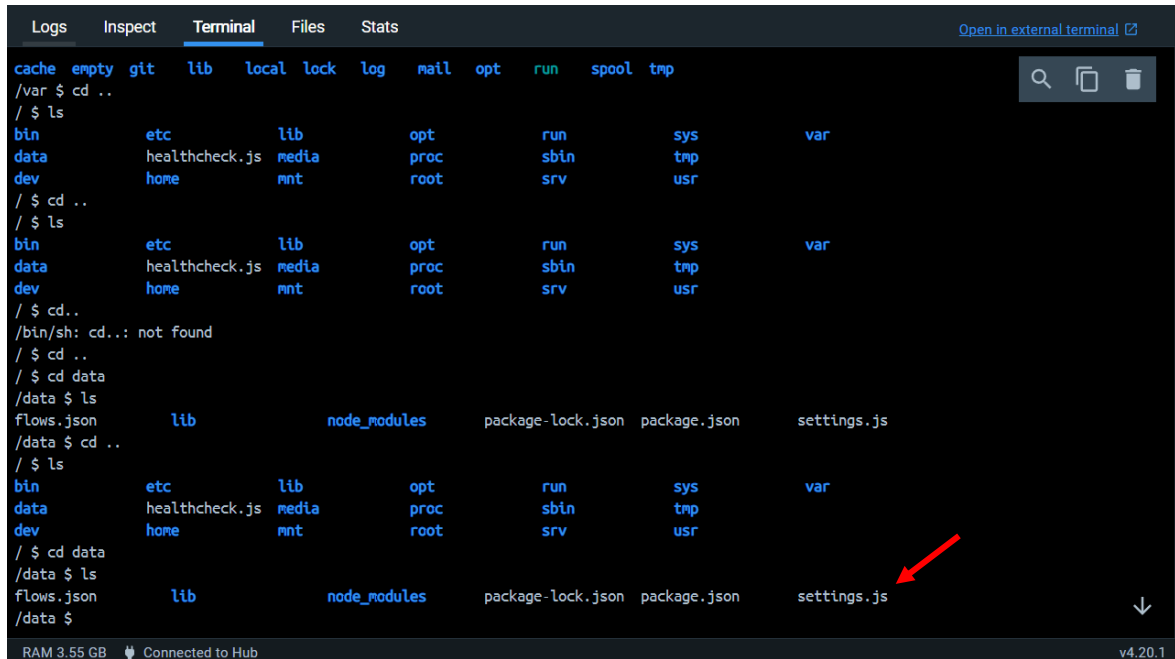 Logs Inspect Terminal Files Stats Open in external terminal
cache empty git lib local lock log mail opt run spool tmp
/var $ cd ..
/ $ ls
bin etc lib opt run sys var
data healthcheck.js media proc sbin tmp
dev home mnt root srv usr
/ $ cd ..
/ $ ls
bin etc lib opt run sys var
data healthcheck.js media proc sbin tmp
dev home mnt root srv usr
/ $ cd..
/bin/sh: cd..: not found
/ $ cd ..
/ $ cd data
/data $ ls
flows.json lib node_modules package-lock.json package.json settings.js
/data $ cd ..
/ $ ls
bin etc lib opt run sys var
data healthcheck.js media proc sbin tmp
dev home mnt root srv usr
/ $ cd data
/data $ ls
flows.json lib node_modules package-lock.json package.json settings.js
/data $
RAM 3.55 GB Connected to Hub v4.20.1